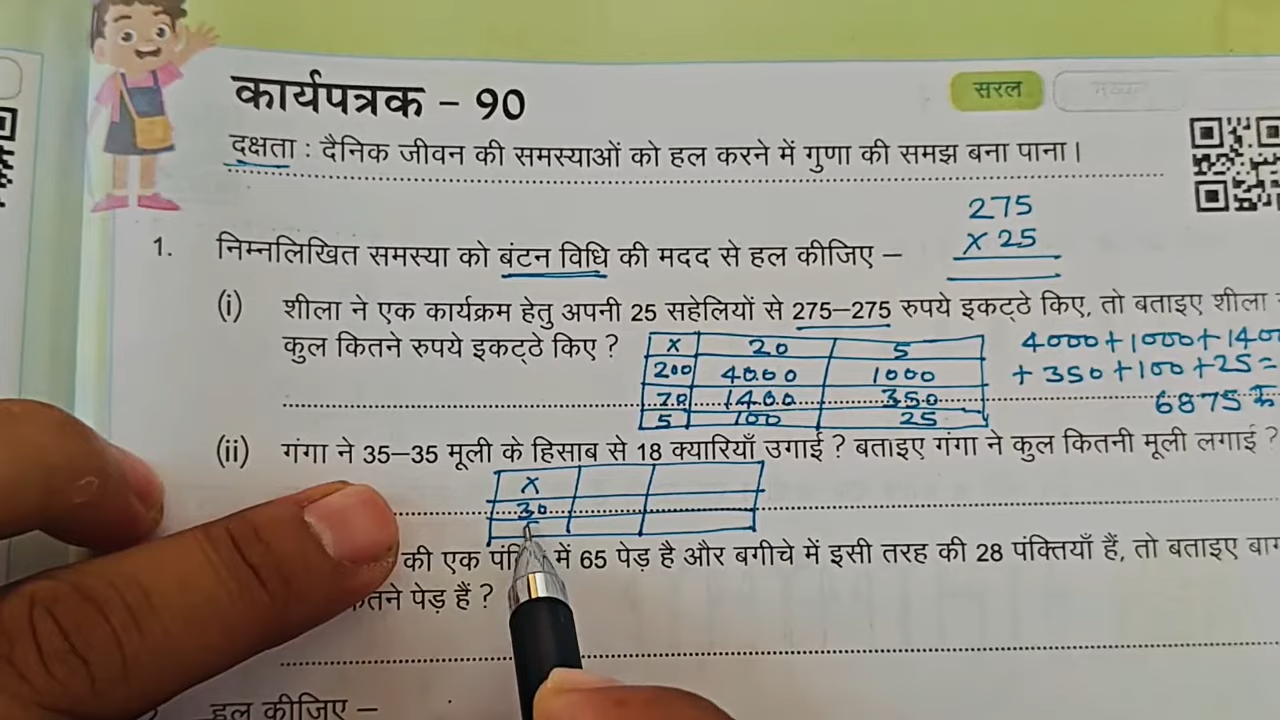 कार्यपत्रक – 90
सरल
दक्षता : दैनिक जीवन की समस्याओं को हल करने में गुणा की समझ बना पाना।
275
× 25
1. निम्नलिखित समस्या को बंटन विधि की मदद से हल कीजिए –
(i) शीला ने एक कार्यक्रम हेतु अपनी 25 सहेलियों से 275–275 रुपये इकट्ठे किए, तो बताइए शीला
कुल कितने रुपये इकट्ठे किए ?
× 20 5
200 4000 1000
70 1400 350
5 100 25
4000+1000+1400
+ 350+100+25=
6875
(ii) गंगा ने 35–35 मूली के हिसाब से 18 क्यारियाँ उगाई ? बताइए गंगा ने कुल कितनी मूली लगाई ?
×
30
5
की एक में 65 पेड़ है और बगीचे में इसी तरह की 28 पंक्तियाँ हैं, तो बताइए
पेड़ हैं ?
हल कीजिए –